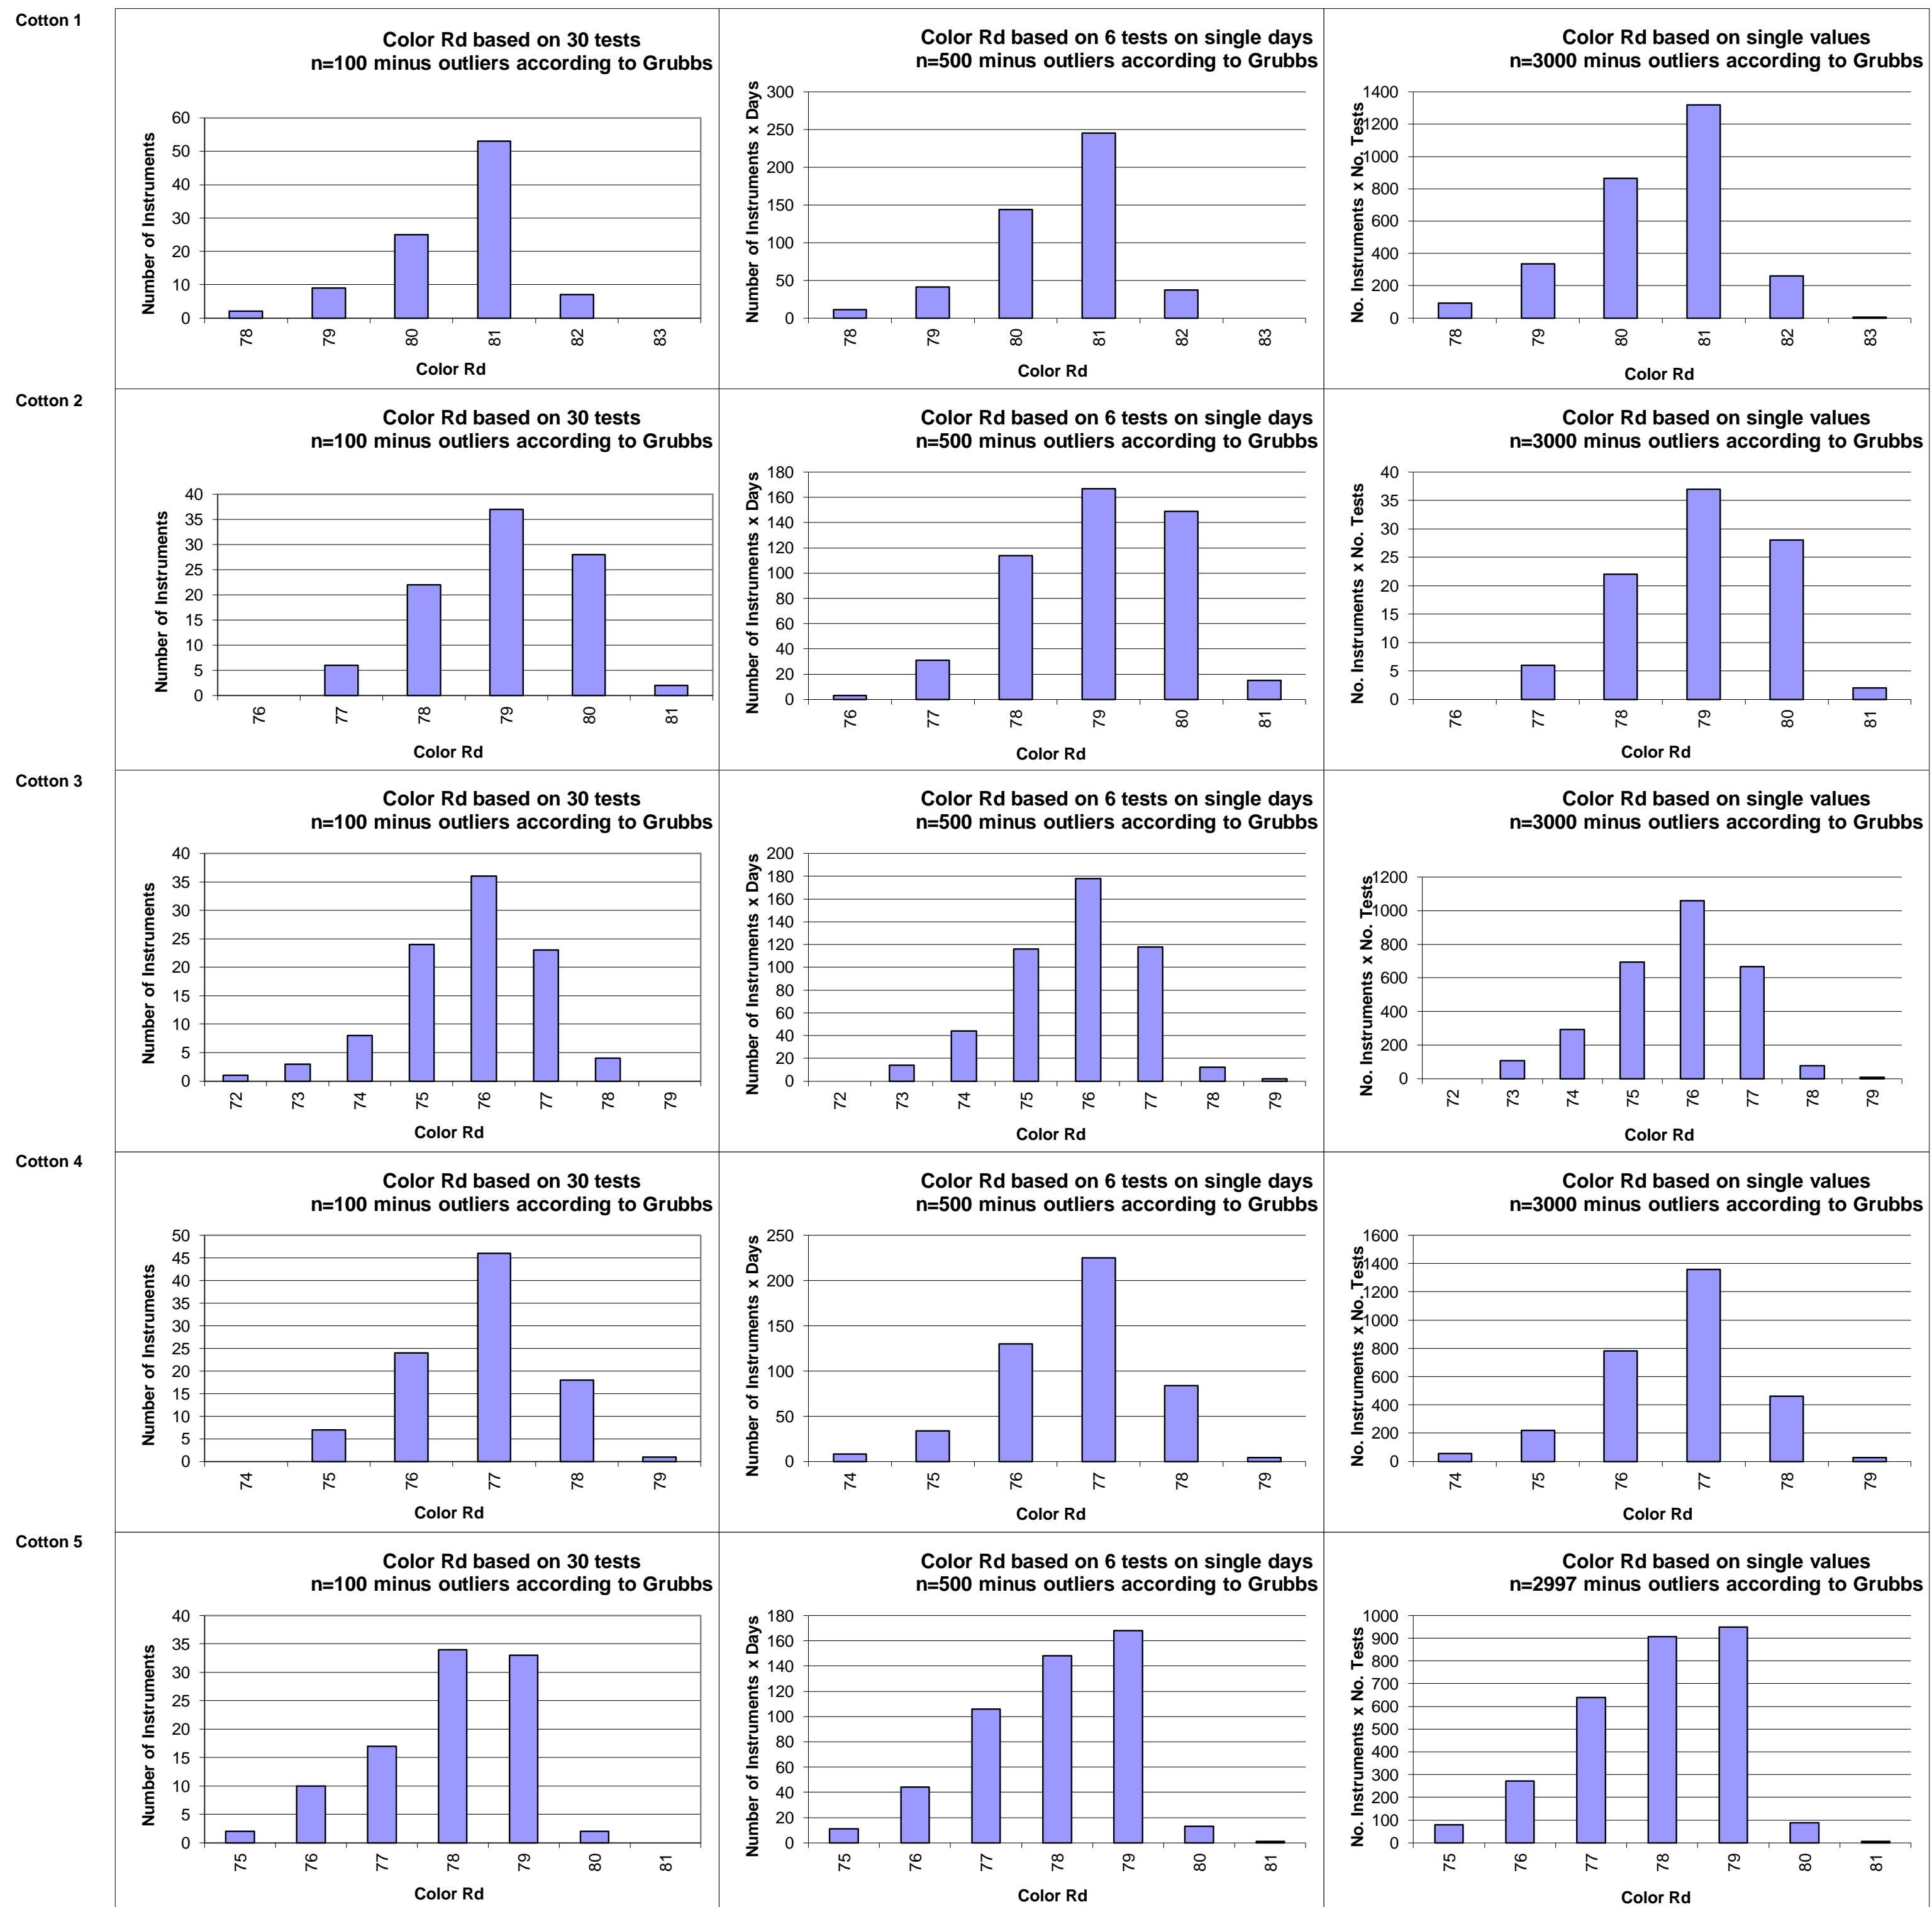 Cotton 1
Color Rd based on 30 tests
n=100 minus outliers according to Grubbs
Number of Instruments
60
50
40
30
20
10
0
78 79 80 81 82 83
Color Rd
Color Rd based on 6 tests on single days
n=500 minus outliers according to Grubbs
Number of Instruments x Days
300
250
200
150
100
50
0
78 79 80 81 82 83
Color Rd
Color Rd based on single values
n=3000 minus outliers according to Grubbs
No. Instruments x No. Tests
1400
1200
1000
800
600
400
200
0
78 79 80 81 82 83
Color Rd
Cotton 2
Color Rd based on 30 tests
n=100 minus outliers according to Grubbs
Number of Instruments
40
35
30
25
20
15
10
5
0
76 77 78 79 80 81
Color Rd
Color Rd based on 6 tests on single days
n=500 minus outliers according to Grubbs
Number of Instruments x Days
180
160
140
120
100
80
60
40
20
0
76 77 78 79 80 81
Color Rd
Color Rd based on single values
n=3000 minus outliers according to Grubbs
No. Instruments x No. Tests
40
35
30
25
20
15
10
5
0
76 77 78 79 80 81
Color Rd
Cotton 3
Color Rd based on 30 tests
n=100 minus outliers according to Grubbs
Number of Instruments
40
35
30
25
20
15
10
5
0
72 73 74 75 76 77 78 79
Color Rd
Color Rd based on 6 tests on single days
n=500 minus outliers according to Grubbs
Number of Instruments x Days
200
180
160
140
120
100
80
60
40
20
0
72 73 74 75 76 77 78 79
Color Rd
Color Rd based on single values
n=3000 minus outliers according to Grubbs
No. Instruments x No. Tests
1200
1000
800
600
400
200
0
72 73 74 75 76 77 78 79
Color Rd
Cotton 4
Color Rd based on 30 tests
n=100 minus outliers according to Grubbs
Number of Instruments
50
45
40
35
30
25
20
15
10
5
0
74 75 76 77 78 79
Color Rd
Color Rd based on 6 tests on single days
n=500 minus outliers according to Grubbs
Number of Instruments x Days
250
200
150
100
50
0
74 75 76 77 78 79
Color Rd
Color Rd based on single values
n=3000 minus outliers according to Grubbs
No. Instruments x No. Tests
1600
1400
1200
1000
800
600
400
200
0
74 75 76 77 78 79
Color Rd
Cotton 5
Color Rd based on 30 tests
n=100 minus outliers according to Grubbs
Number of Instruments
40
35
30
25
20
15
10
5
0
75 76 77 78 79 80 81
Color Rd
Color Rd based on 6 tests on single days
n=500 minus outliers according to Grubbs
Number of Instruments x Days
180
160
140
120
100
80
60
40
20
0
75 76 77 78 79 80 81
Color Rd
Color Rd based on single values
n=2997 minus outliers according to Grubbs
No. Instruments x No. Tests
1000
900
800
700
600
500
400
300
200
100
0
75 76 77 78 79 80 81
Color Rd